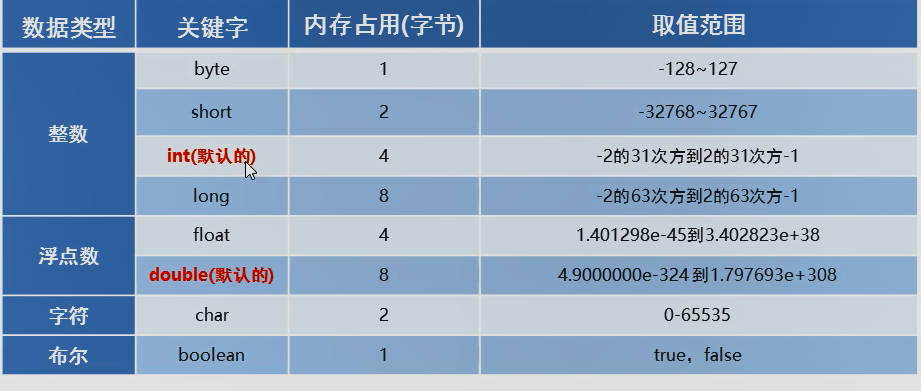 数据类型 关键字 内存占用(字节) 取值范围
整数 byte 1 -128~127
short 2 -32768~32767
int(默认的) 4 -2的31次方到2的31次方-1
long 8 -2的63次方到2的63次方-1
浮点数 float 4 1.401298e-45到3.402823e+38
double(默认的) 8 4.9000000e-324 到1.797693e+308
字符 char 2 0-65535
布尔 boolean 1 true，false